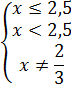 x ≤ 2,5
x < 2,5
x ≠ 2/3